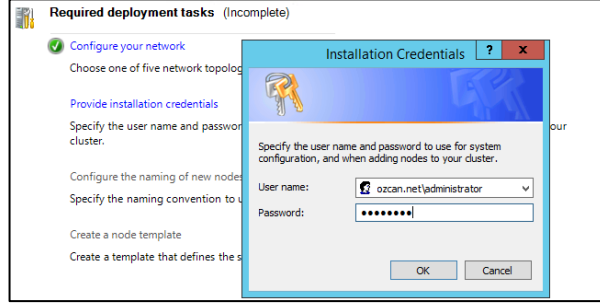 Required deployment tasks (Incomplete)
Configure your network
Choose one of five network topolog
Provide installation credentials
Specify the user name and passwor
our
cluster.
Configure the naming of new nodes
Specify the naming convention to u
Create a node template
Create a template that defines the s
Installation Credentials ? x
Specify the user name and password to use for system
configuration, and when adding nodes to your cluster.
User name: ozcan.net\administrator
Password: ••••••••
OK Cancel